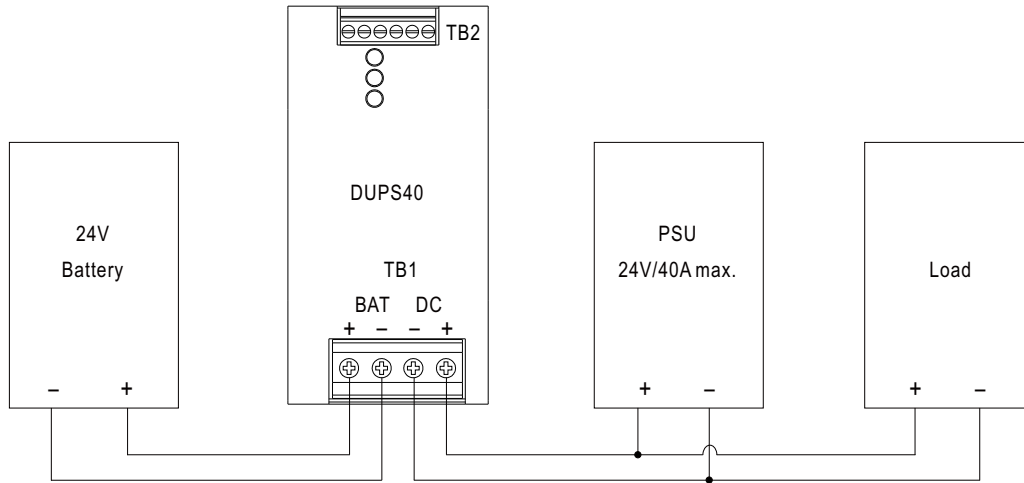 TB2
DUPS40
24V
Battery
PSU
24V/40A max.
Load
TB1
BAT DC
+ – – +
– +
+ –
+ –